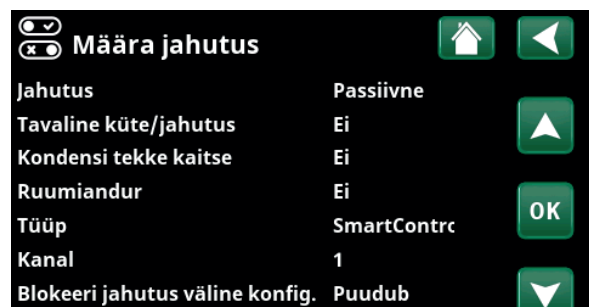 Määra jahutus
Jahutus Passiivne
Tavaline küte/jahutus Ei
Kondensi tekke kaitse Ei
Ruumiandur Ei
OK
Tüüp SmartContrc
Kanal 1
Blokeeri jahutus väline konfig. Puudub